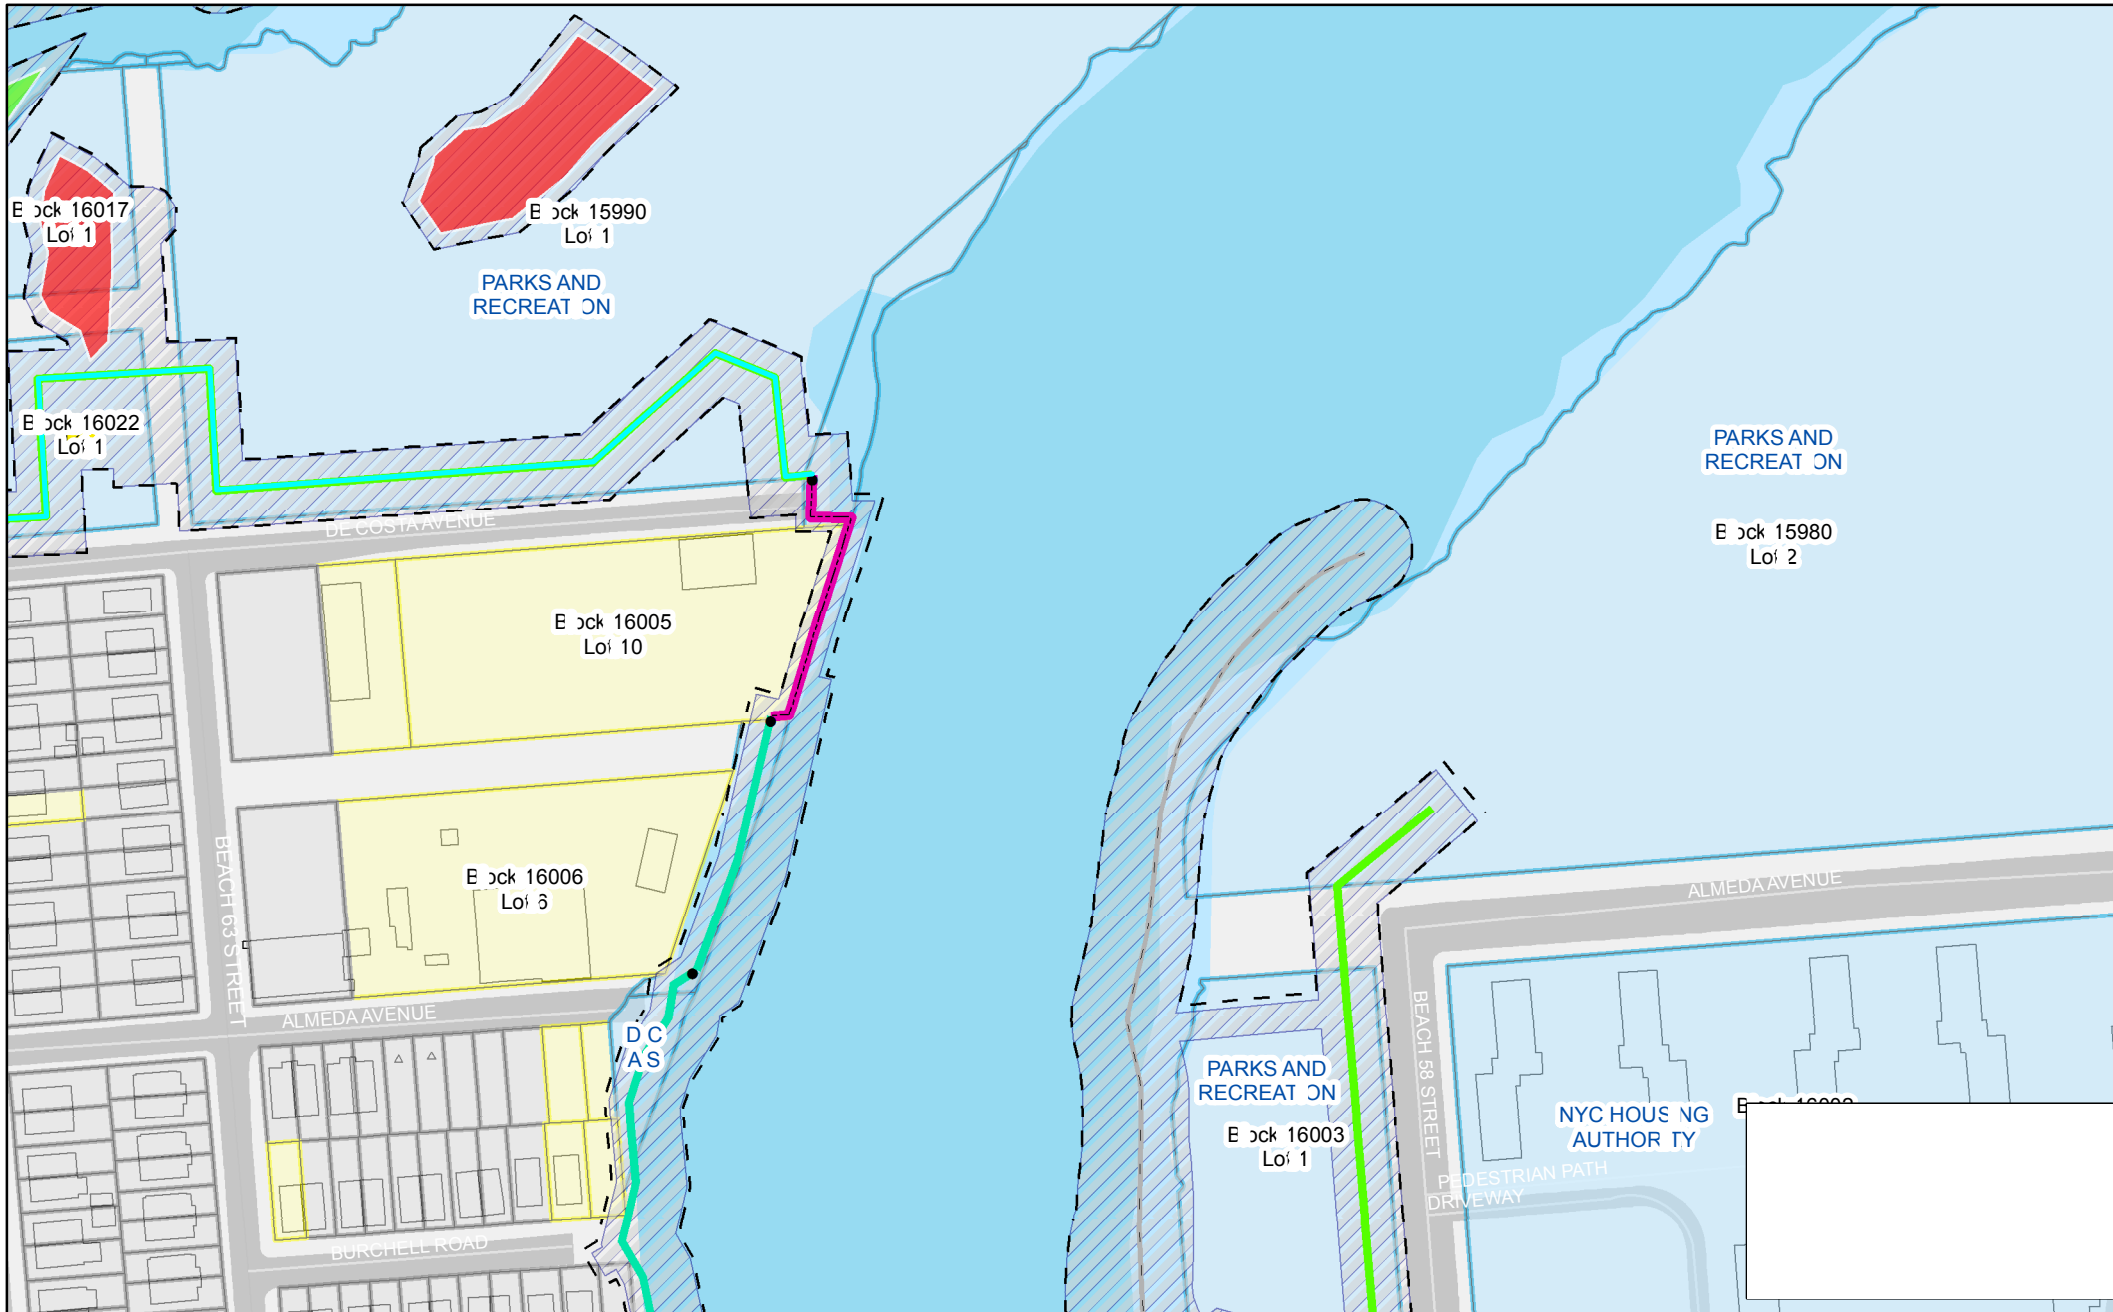 Block 16017
Lot 1
Block 15990
Lot 1
PARKS AND
RECREATION
Block 16022
Lot 1
PARKS AND
RECREATION
Block 15980
Lot 2
DE COSTA AVENUE
Block 16005
Lot 10
BEACH 63 STREET
Block 16006
Lot 6
ALMEDA AVENUE
ALMEDA AVENUE
D C
A S
BEACH 58 STREET
PARKS AND
RECREATION
Block 16003
Lot 1
NYC HOUSING
AUTHORITY
PEDESTRIAN PATH
DRIVEWAY
BURCHELL ROAD